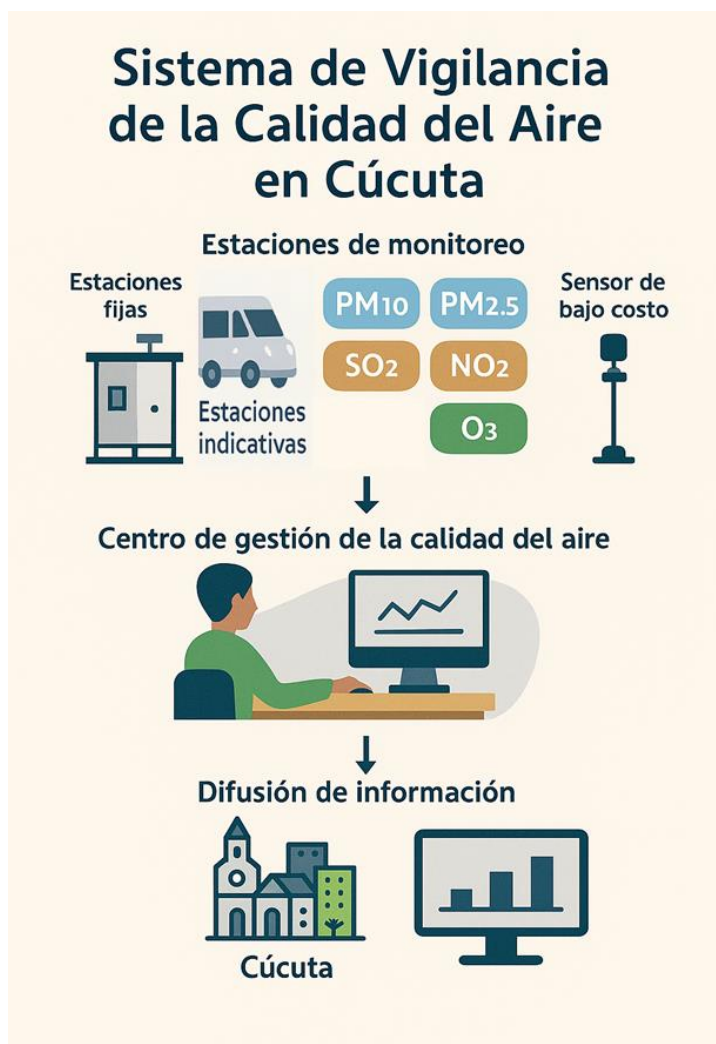 Sistema de Vigilancia
de la Calidad del Aire
en Cúcuta
Estaciones de monitoreo
Estaciones
fijas
Estaciones
indicativas
PM10 PM2.5
SO2 NO2
O3
Sensor de
bajo costo
Centro de gestión de la calidad del aire
Difusión de información
Cúcuta